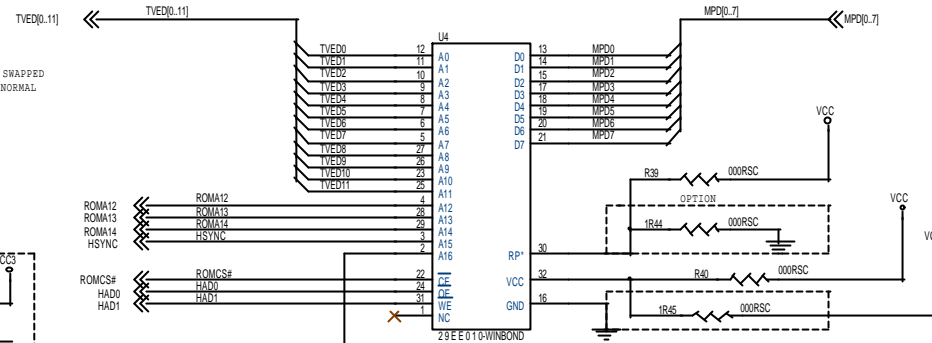 TVED[0..11]
TVED[0..11]
MPD[0..7]
MPD[0..7]
SWAPPED
NORMAL
U4
TVED0 12 A0 D0 13 MPD0
TVED1 11 A1 D1 14 MPD1
TVED2 10 A2 D2 15 MPD2
TVED3 9 A3 D3 17 MPD3
TVED4 8 A4 D4 18 MPD4
TVED5 7 A5 D5 19 MPD5
TVED6 6 A6 D6 20 MPD6
TVED7 5 A7 D7 21 MPD7
TVED8 27 A8
TVED9 26 A9
TVED10 23 A10
TVED11 25 A11
ROMA12 ROMA12 4 A12
ROMA13 ROMA13 28 A13
ROMA14 ROMA14 29 A14
HSYNC HSYNC 3 A15
2 A16
VCC
R39 000RSC
OPTION
1R44 000RSC
RP* 30
VCC
VCC 32 R40 000RSC
GND 16
1R45 000RSC
CC3
ROMCS# ROMCS# 22 CE
HAD0 HAD0 24 OE
HAD1 HAD1 31 WE
1 NC
29EE010-WINBOND